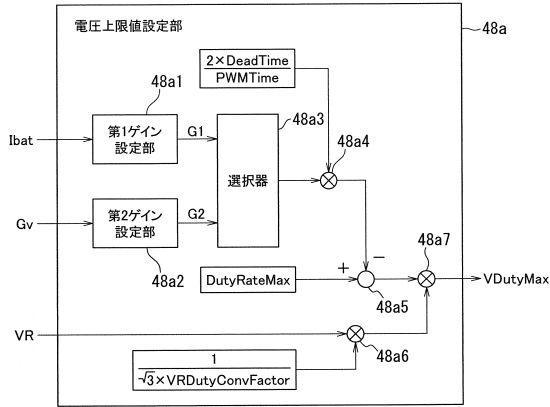 電圧上限値設定部
48a
2×DeadTime
PWMTime
48a1
48a3
Ibat
第1ゲイン
設定部
G1
48a4
選択器
Gv
第2ゲイン
設定部
G2
48a2
−
48a7
DutyRateMax
+
VDutyMax
48a5
VR
48a6
1
√3×VRDutyConvFactor